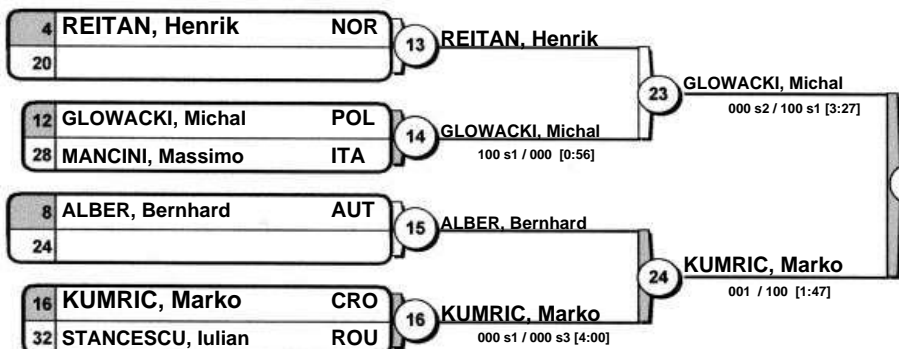 4 REITAN, Henrik NOR
20
13 REITAN, Henrik
12 GLOWACKI, Michal POL
28 MANCINI, Massimo ITA
14 GLOWACKI, Michal
100 s1 / 000 [0:56]
23 GLOWACKI, Michal
000 s2 / 100 s1 [3:27]
8 ALBER, Bernhard AUT
24
15 ALBER, Bernhard
16 KUMRIC, Marko CRO
32 STANCESCU, Iulian ROU
16 KUMRIC, Marko
000 s1 / 000 s3 [4:00]
24 KUMRIC, Marko
001 / 100 [1:47]